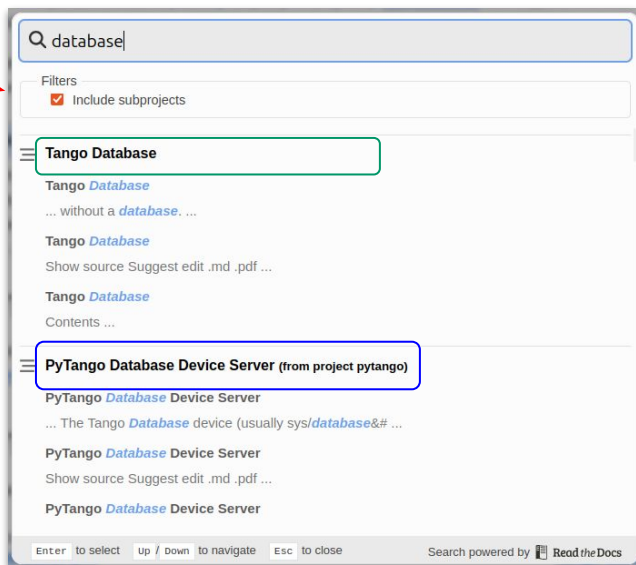 database
Filters
Include subprojects
Tango Database
Tango Database
... without a database. ...
Tango Database
Show source Suggest edit .md .pdf ...
Tango Database
Contents ...
PyTango Database Device Server (from project pytango)
PyTango Database Device Server
... The Tango Database device (usually sys/database&# ...
PyTango Database Device Server
Show source Suggest edit .md .pdf ...
PyTango Database Device Server
Enter to select Up / Down to navigate Esc to close Search powered by Read the Docs